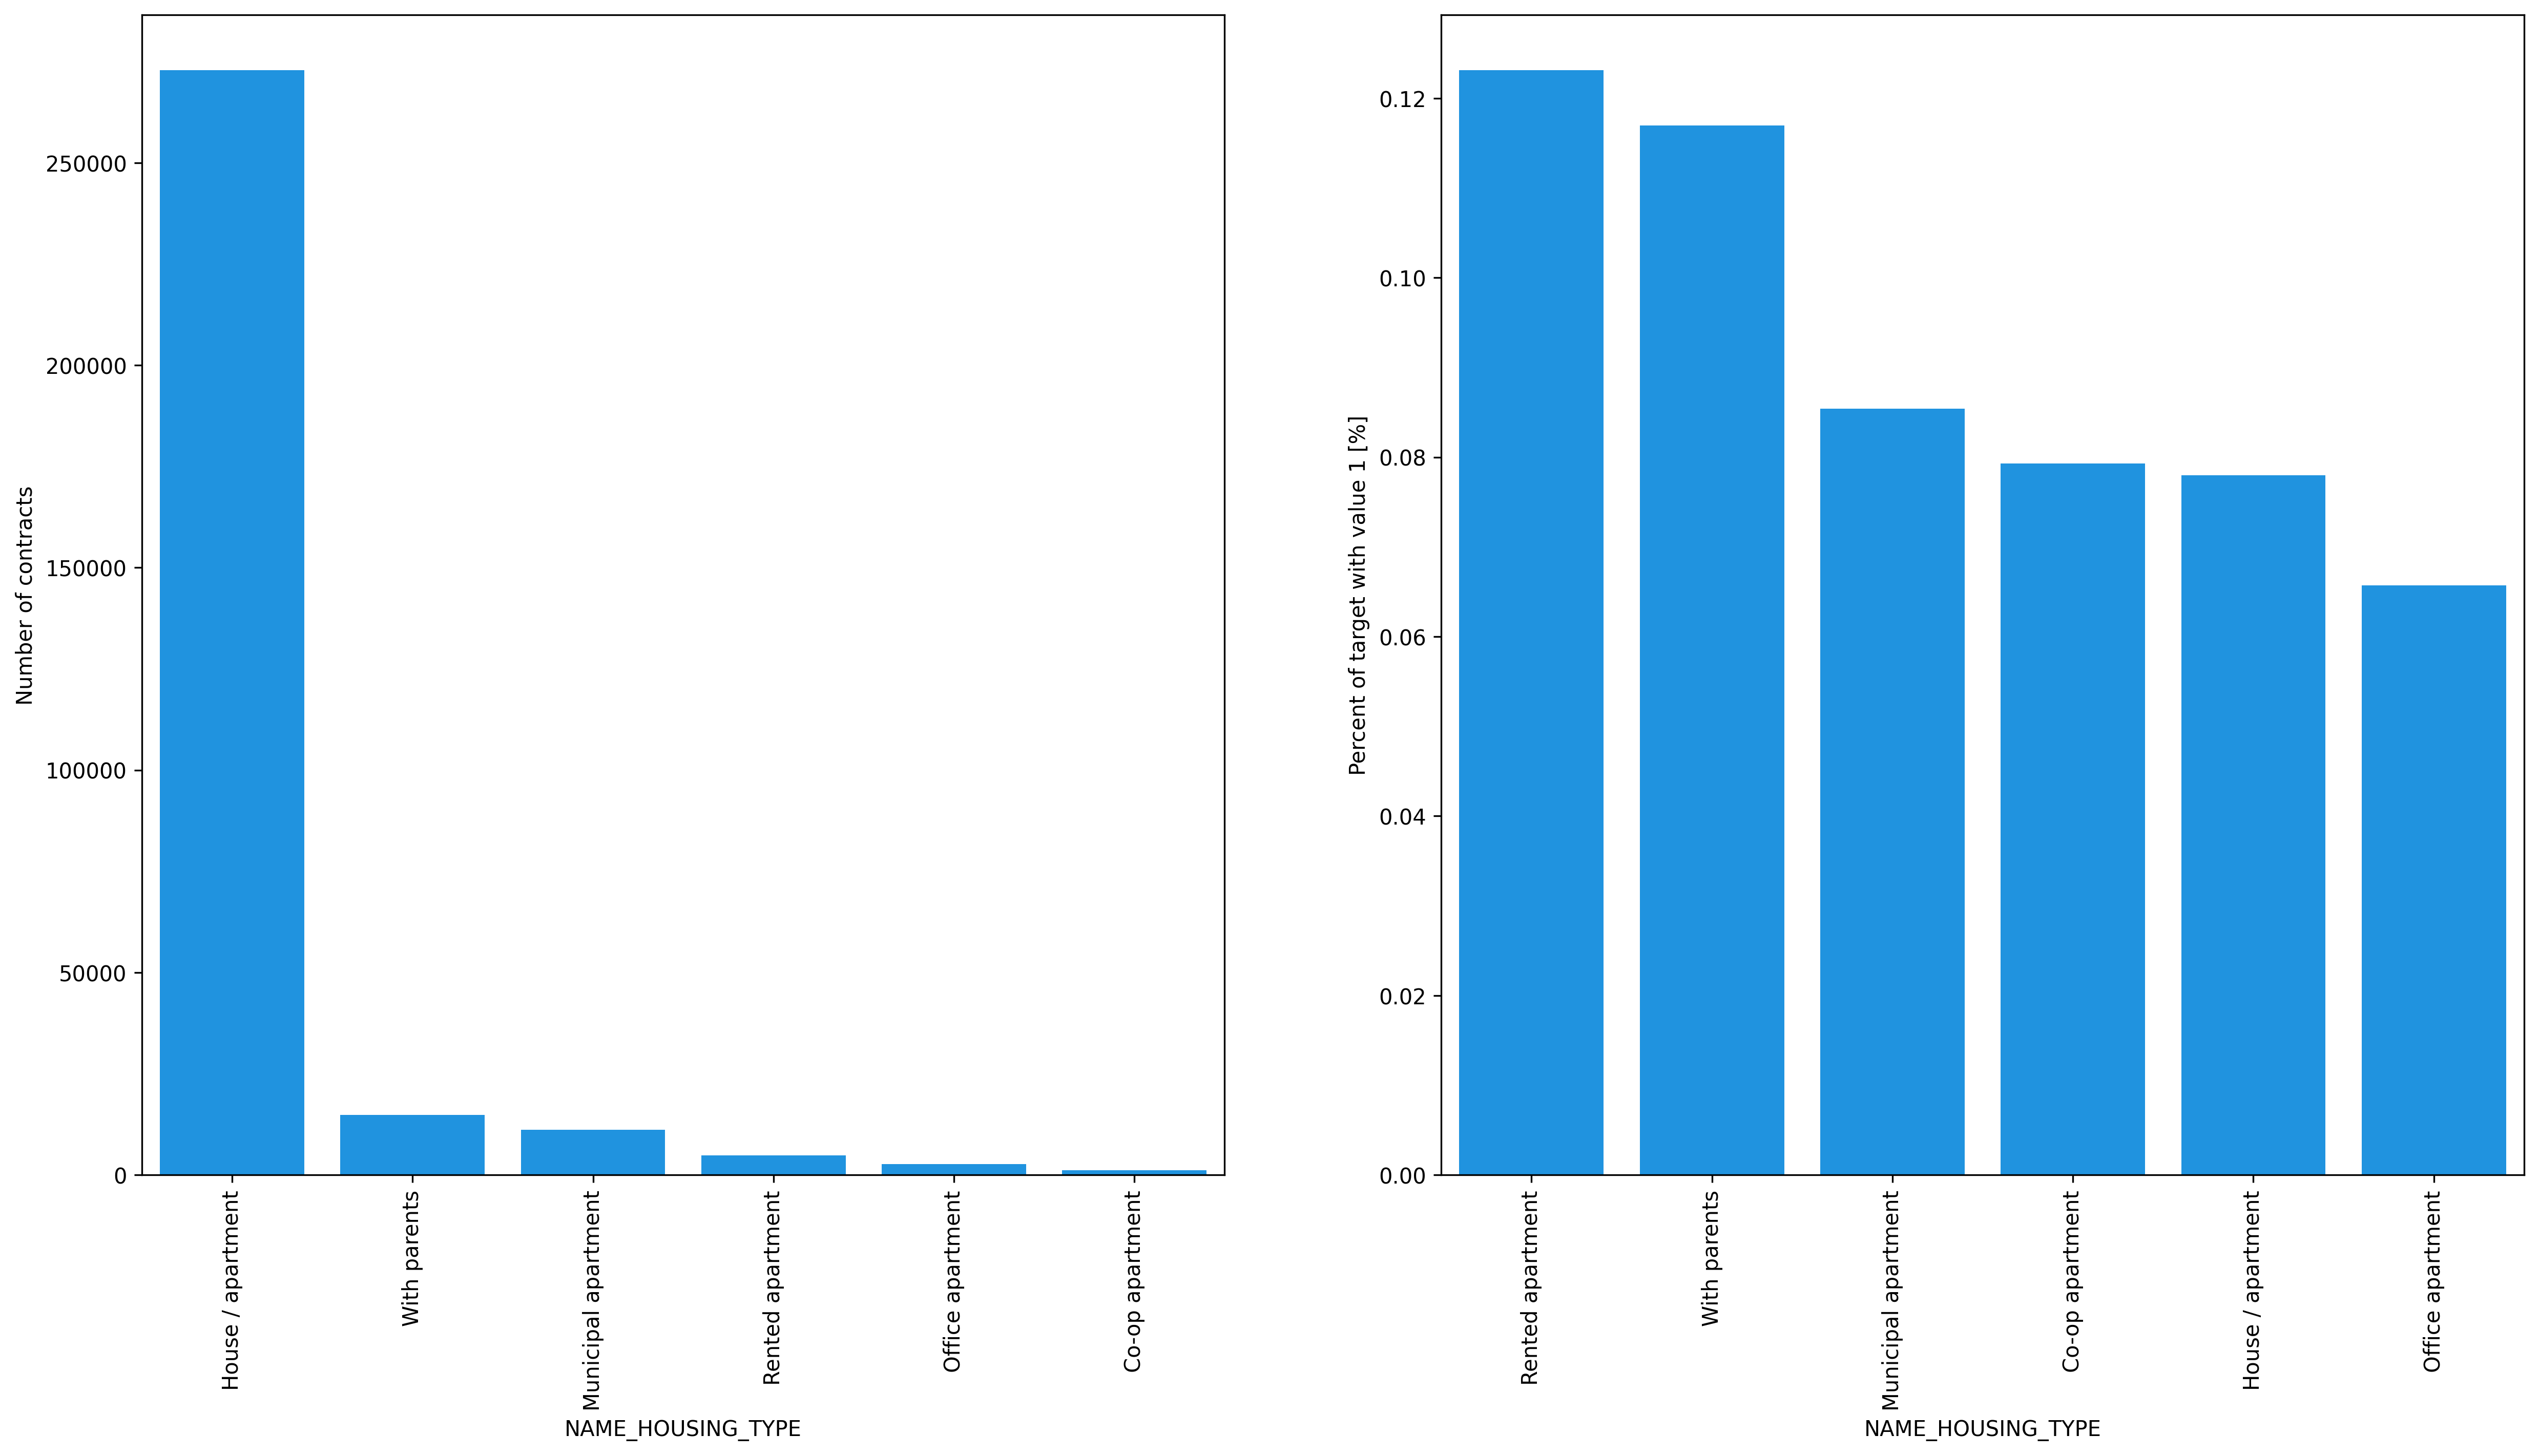 Number of contracts
250000
200000
150000
100000
50000
0
House / apartment
With parents
Municipal apartment
Rented apartment
Office apartment
Co-op apartment
NAME_HOUSING_TYPE
Percent of target with value 1 [%]
0.12
0.10
0.08
0.06
0.04
0.02
0.00
Rented apartment
With parents
Municipal apartment
Co-op apartment
House / apartment
Office apartment
NAME_HOUSING_TYPE